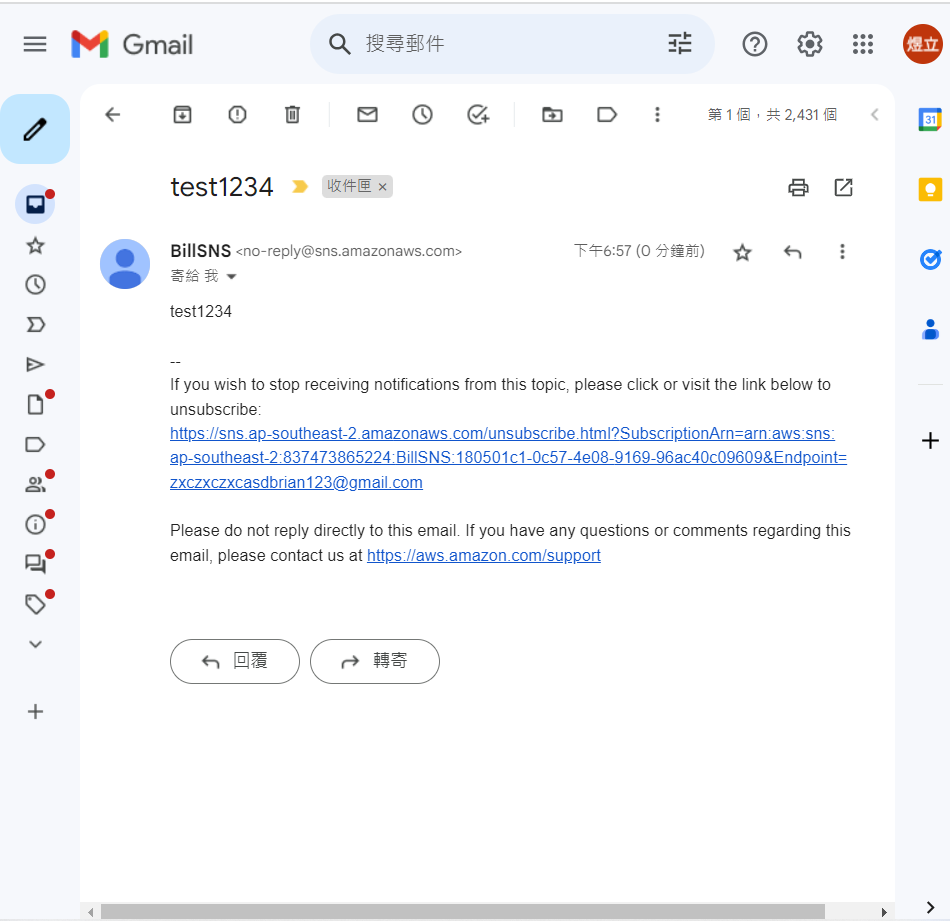 Gmail
搜尋郵件
煜立
第 1 個，共 2,431 個
31
test1234
收件匣 ×
BillSNS <no-reply@sns.amazonaws.com>
下午6:57 (0 分鐘前)
寄給 我
test1234
--
If you wish to stop receiving notifications from this topic, please click or visit the link below to
unsubscribe:
https://sns.ap-southeast-2.amazonaws.com/unsubscribe.html?SubscriptionArn=arn:aws:sns:
ap-southeast-2:837473865224:BillSNS:180501c1-0c57-4e08-9169-96ac40c09609&Endpoint=
zxczxczxcasdbrian123@gmail.com
Please do not reply directly to this email. If you have any questions or comments regarding this
email, please contact us at https://aws.amazon.com/support
回覆
轉寄